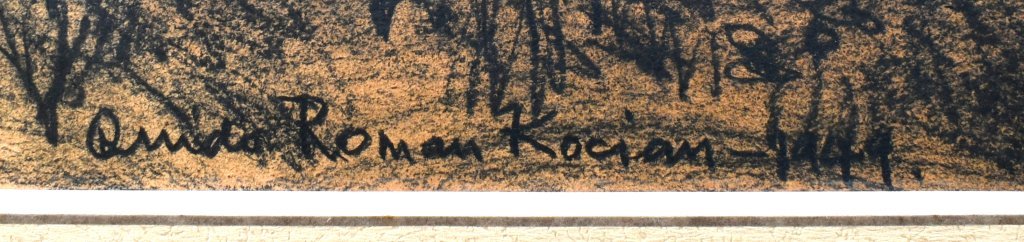 Quido Roman Kocian - 1949.